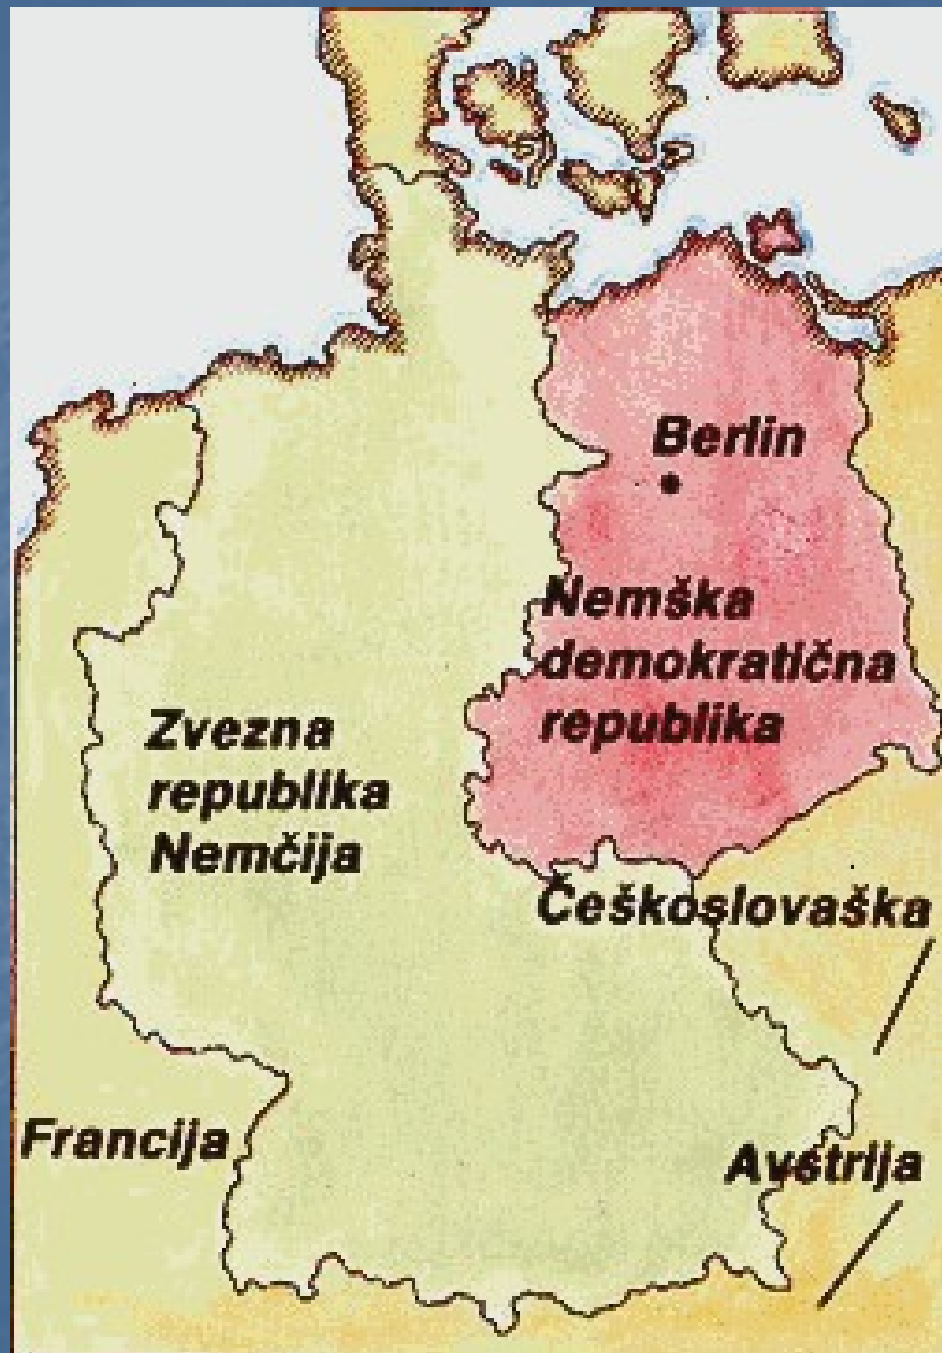 Berlin
Nemška
demokratična
republika
Zvezna
republika
Nemčija
Češkoslovaška
Francija
Avstrija